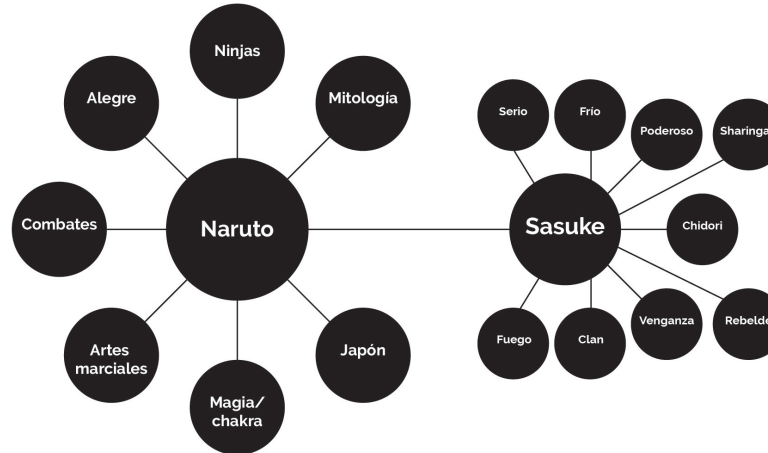 Ninjas
Alegre
Mitología
Combates
Naruto
Artes
marciales
Magia/
chakra
Japón
Serio
Frío
Poderoso
Sharinga
Sasuke
Chidori
Fuego
Clan
Venganza
Rebelde